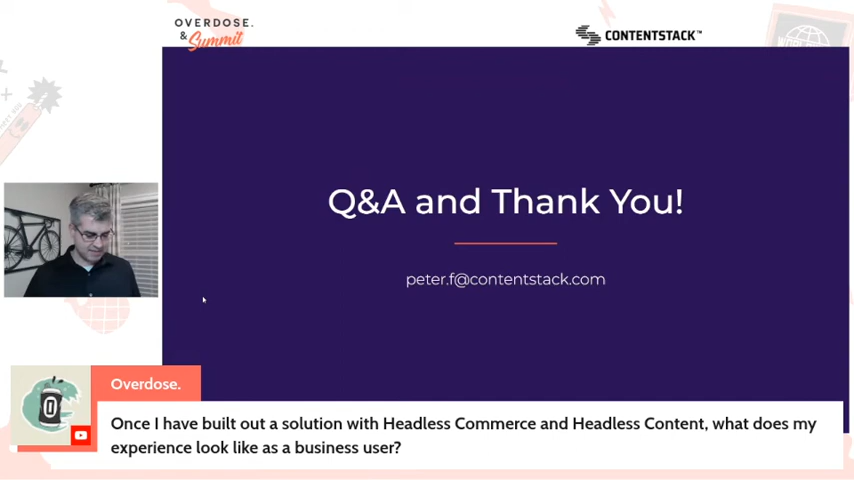 OVERDOSE.
& Summit
CONTENTSTACK™
Q&A and Thank You!
peter.f@contentstack.com
Overdose.
Once I have built out a solution with Headless Commerce and Headless Content, what does my
experience look like as a business user?